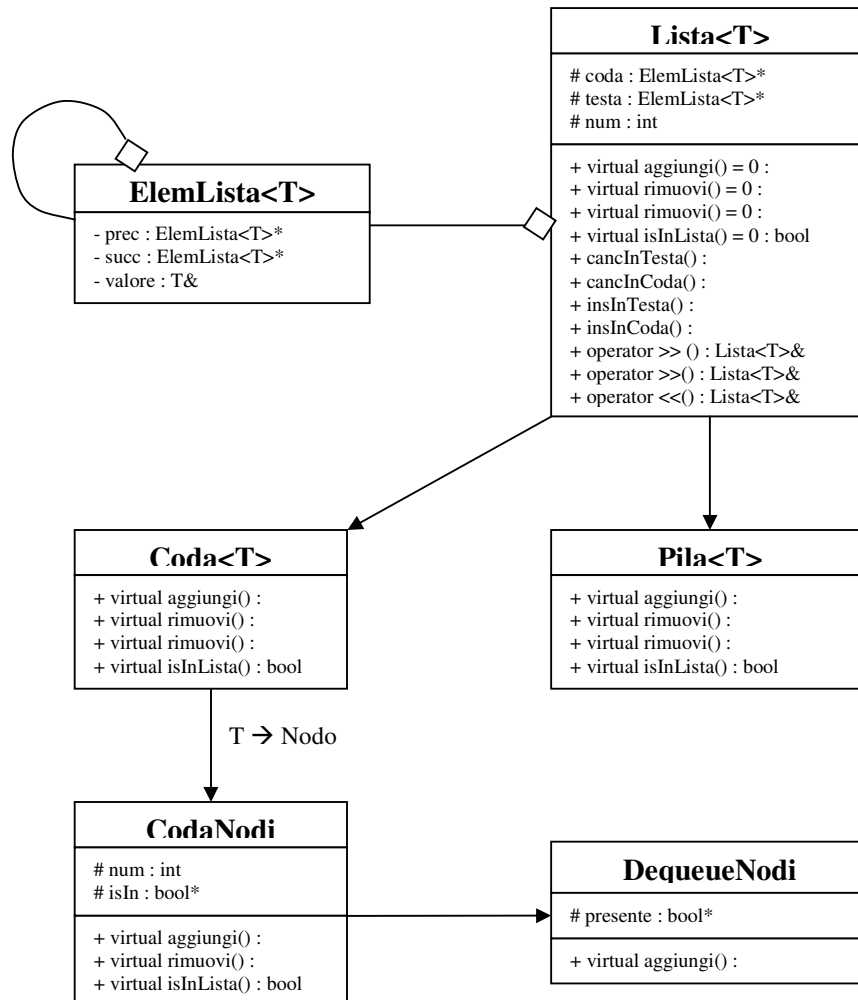 Lista<T>
# coda : ElemLista<T>*
# testa : ElemLista<T>*
# num : int
+ virtual aggiungi() = 0 :
+ virtual rimuovi() = 0 :
+ virtual rimuovi() = 0 :
+ virtual isInLista() = 0 : bool
+ cancInTesta() :
+ cancInCoda() :
+ insInTesta() :
+ insInCoda() :
+ operator >> () : Lista<T>&
+ operator >>() : Lista<T>&
+ operator <<() : Lista<T>&
ElemLista<T>
- prec : ElemLista<T>*
- succ : ElemLista<T>*
- valore : T&
Coda<T>
+ virtual aggiungi() :
+ virtual rimuovi() :
+ virtual rimuovi() :
+ virtual isInLista() : bool
Pila<T>
+ virtual aggiungi() :
+ virtual rimuovi() :
+ virtual rimuovi() :
+ virtual isInLista() : bool
T → Nodo
CodaNodi
# num : int
# isIn : bool*
+ virtual aggiungi() :
+ virtual rimuovi() :
+ virtual isInLista() : bool
DequeueNodi
# presente : bool*
+ virtual aggiungi() :